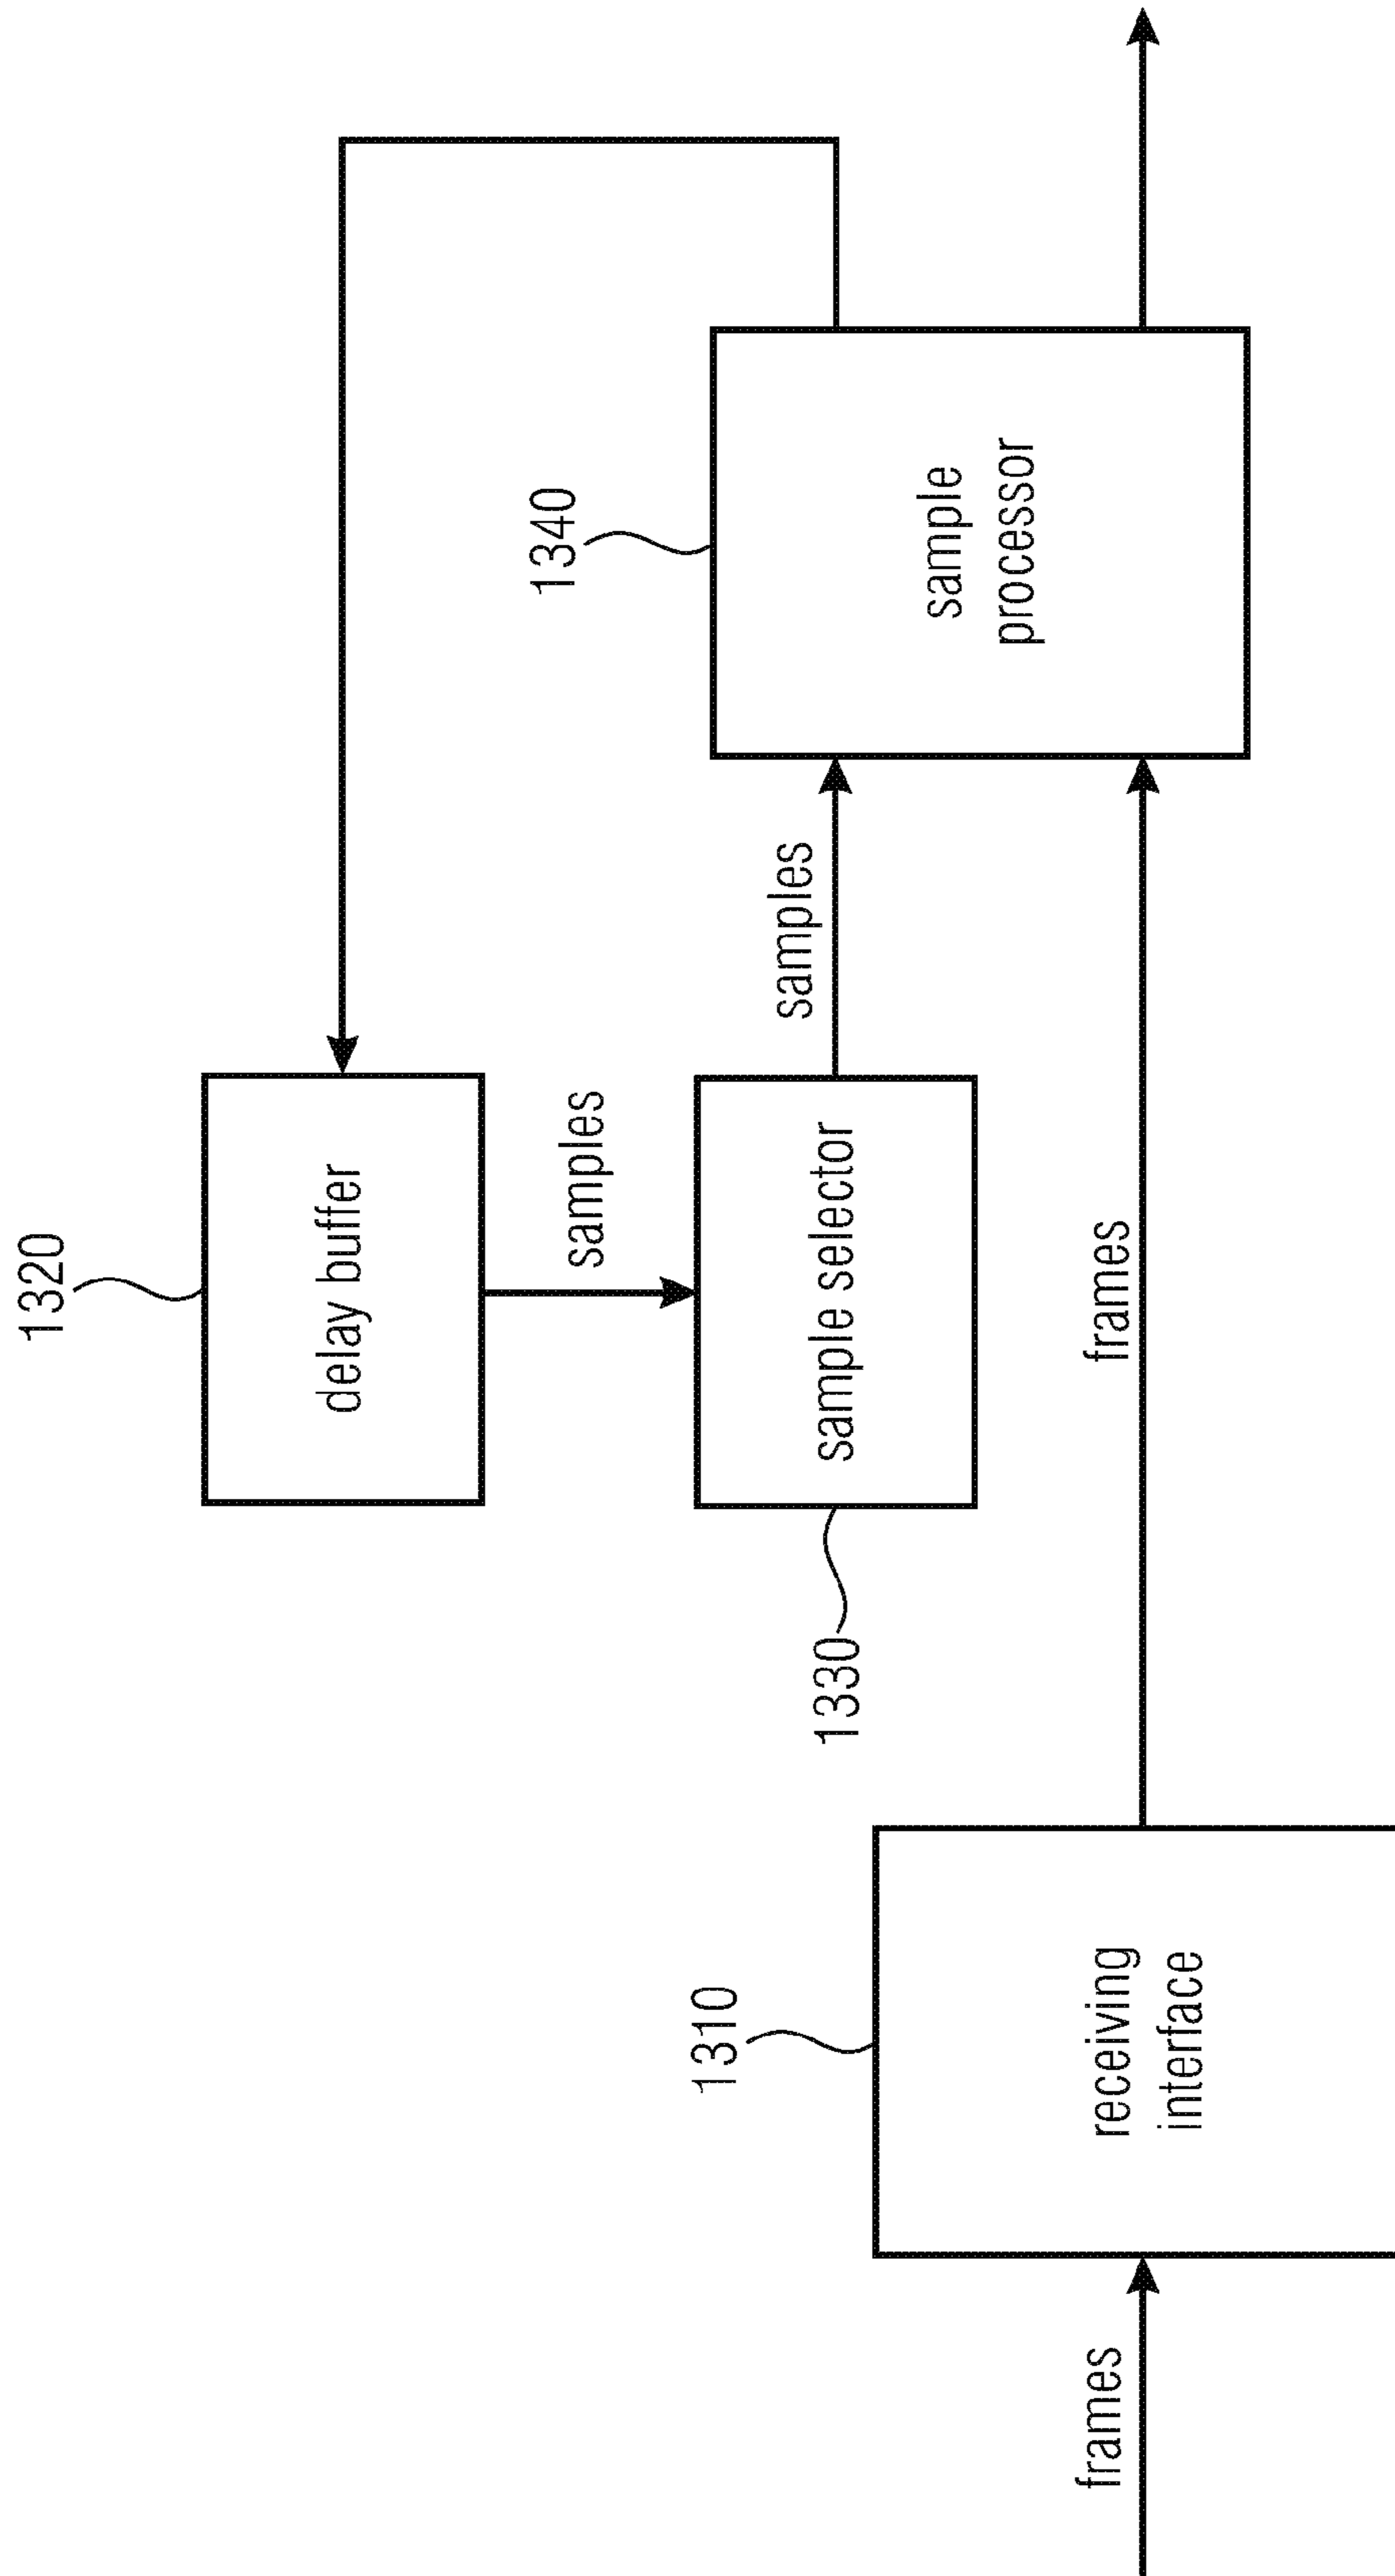 1320
delay buffer
samples
1340
sample
processor
samples
sample selector
1330
1310
frames
receiving
interface
frames